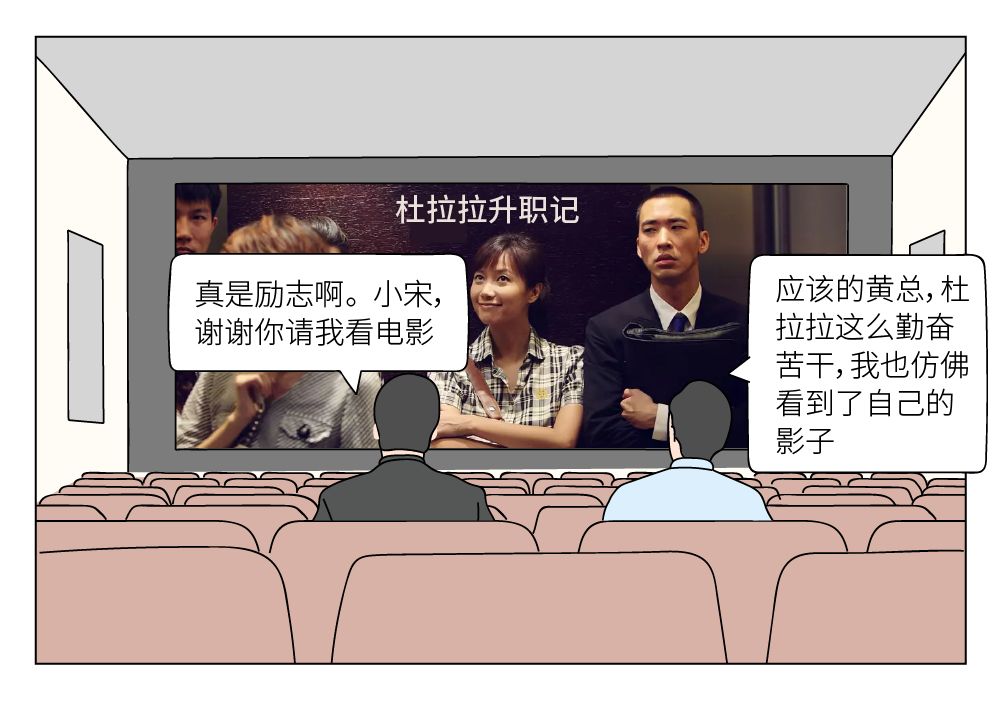 杜拉拉升职记
真是励志啊。小宋，
谢谢你请我看电影
应该的黄总，杜
拉拉这么勤奋
苦干，我也仿佛
看到了自己的
影子